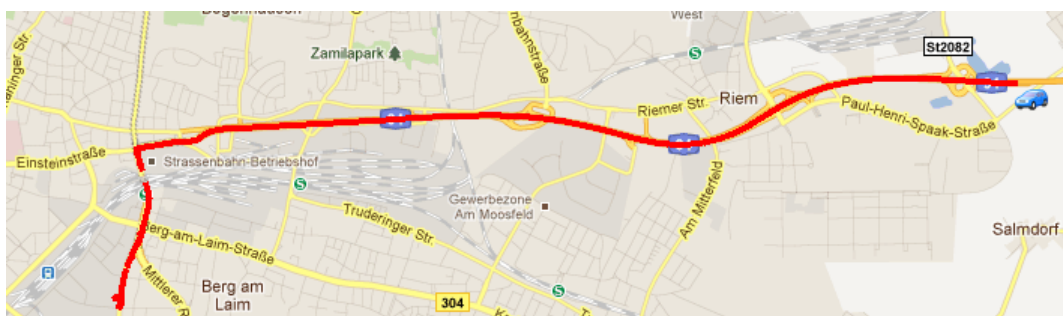 Zamilapark
West
St2082
Riemer Str.
Riem
Paul-Henri-Spaak-Straße
Einsteinstraße
Strassenbahn-Betriebshof
S
S
S
S
Truderinger Str.
Gewerbezone
Am Moosfeld
Am Mitterfeld
Salmdorf
Berg-am-Laim-Straße
Mittlerer
Berg am
Laim
304